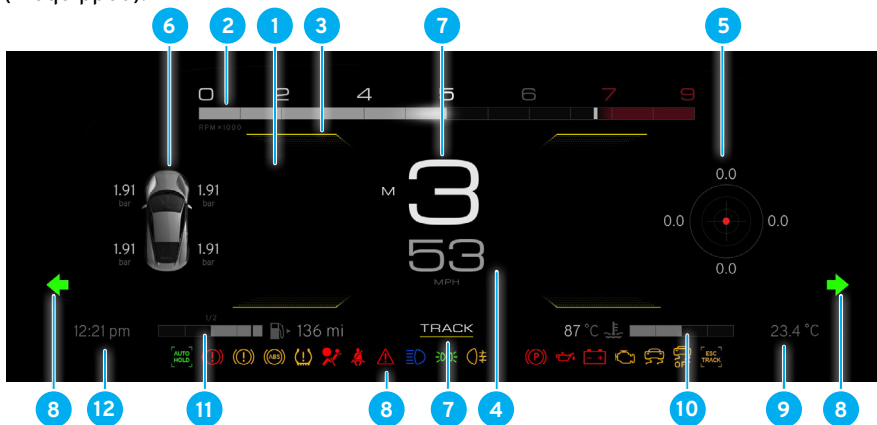 6 2 1 3 7 5
0 2 4 5 6 7 9
RPM×1000
0.0
M 3
1.91 bar 1.91 bar
0.0 0.0
53
MPH
1.91 bar 1.91 bar
0.0
12:21 pm 1/2 136 mi TRACK 87 °C 23.4 °C
AUTO HOLD (!) (!) (ABS) (!) (P) OFF ESC TRACK
8 12 11 8 7 4 10 9 8